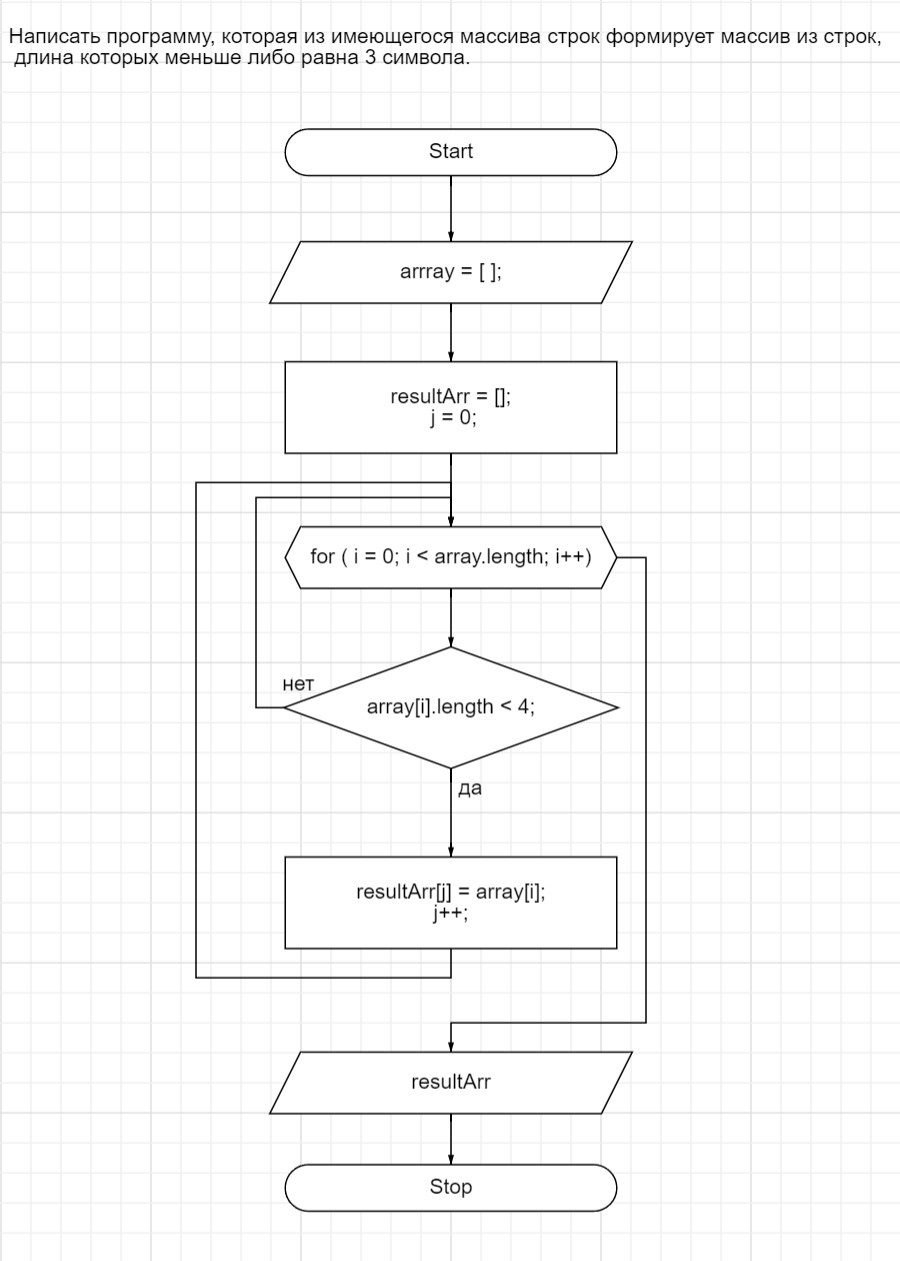 Написать программу, которая из имеющегося массива строк формирует массив из строк,
длина которых меньше либо равна 3 символа.
Start
arrray = [ ];
resultArr = [];
j = 0;
for ( i = 0; i < array.length; i++)
нет
array[i].length < 4;
да
resultArr[j] = array[i];
j++;
resultArr
Stop